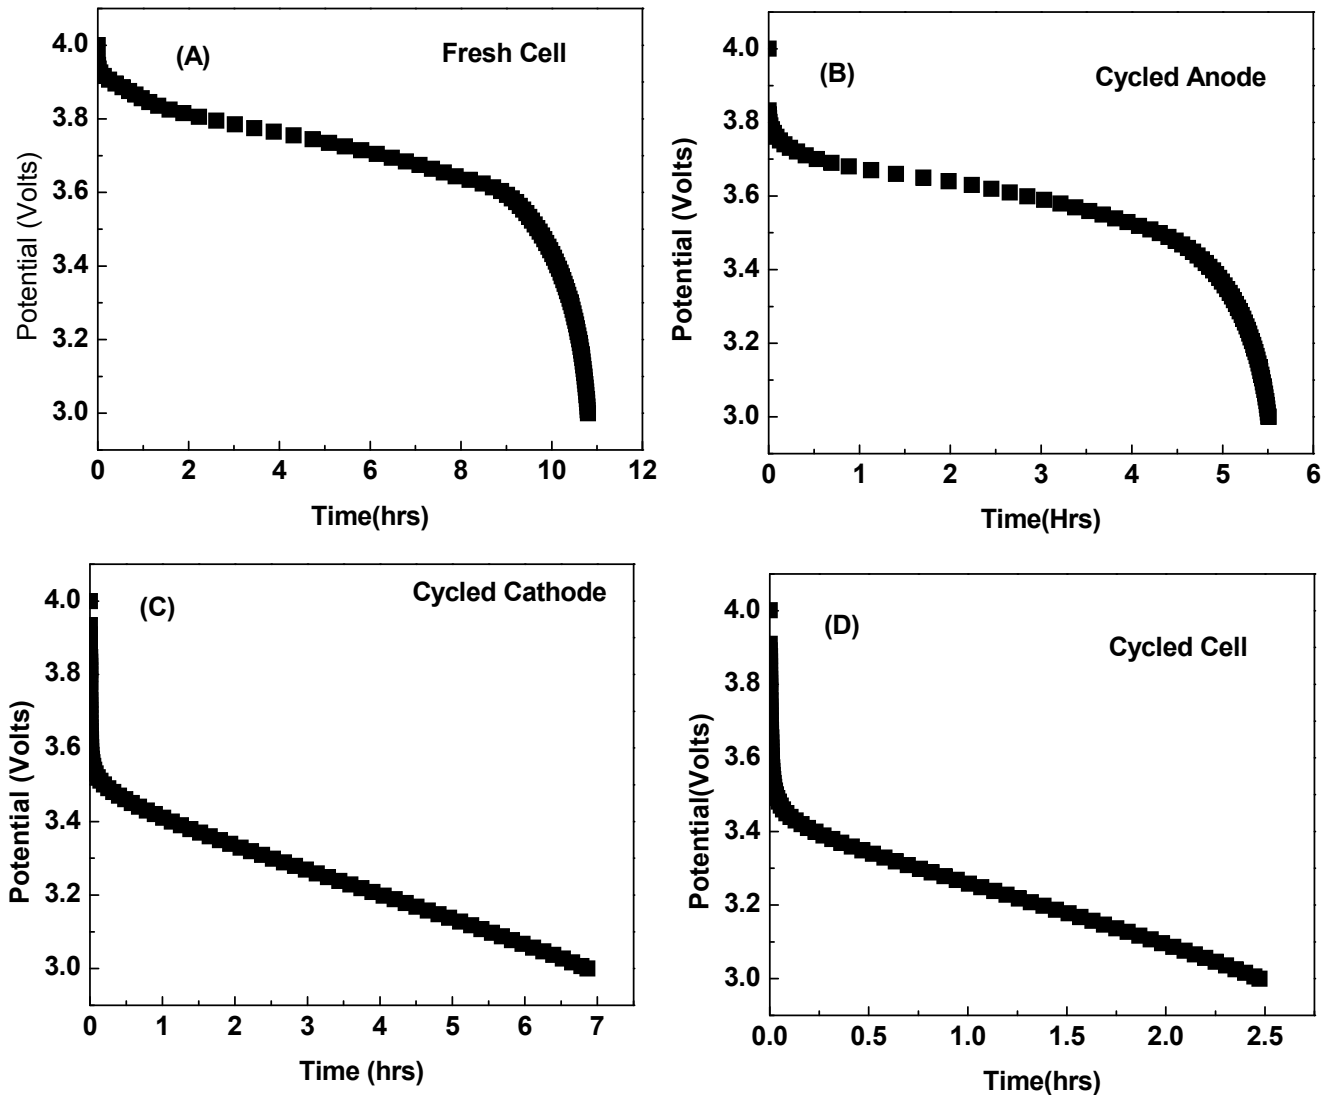 (A)
Fresh Cell
Potential (Volts)
4.0
3.8
3.6
3.4
3.2
3.0
0 2 4 6 8 10 12
Time(hrs)
(B)
Cycled Anode
Potential (Volts)
4.0
3.8
3.6
3.4
3.2
3.0
0 1 2 3 4 5 6
Time(Hrs)
(C)
Cycled Cathode
Potential (Volts)
4.0
3.8
3.6
3.4
3.2
3.0
0 1 2 3 4 5 6 7
Time (hrs)
(D)
Cycled Cell
Potential(Volts)
4.0
3.8
3.6
3.4
3.2
3.0
0.0 0.5 1.0 1.5 2.0 2.5
Time(hrs)